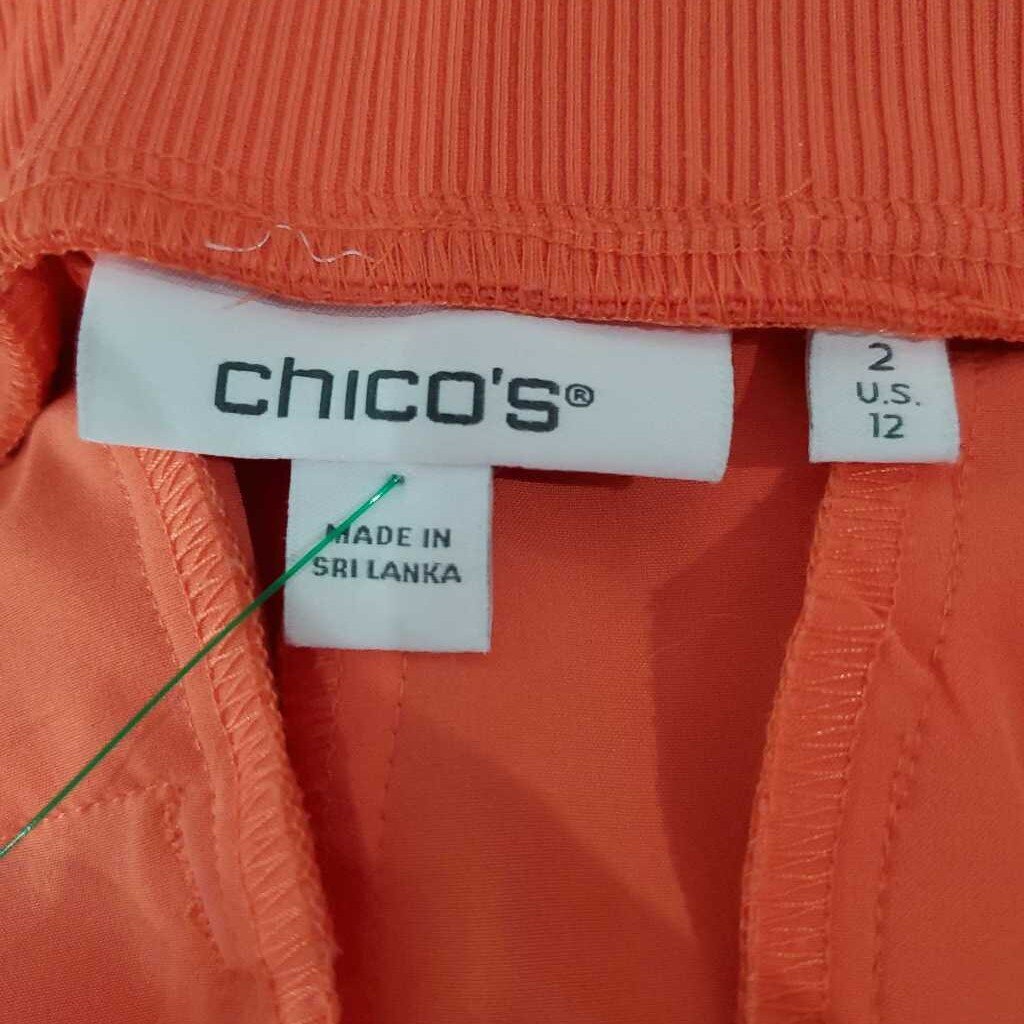 chico's®
2
U.S.
12
MADE IN
SRI LANKA